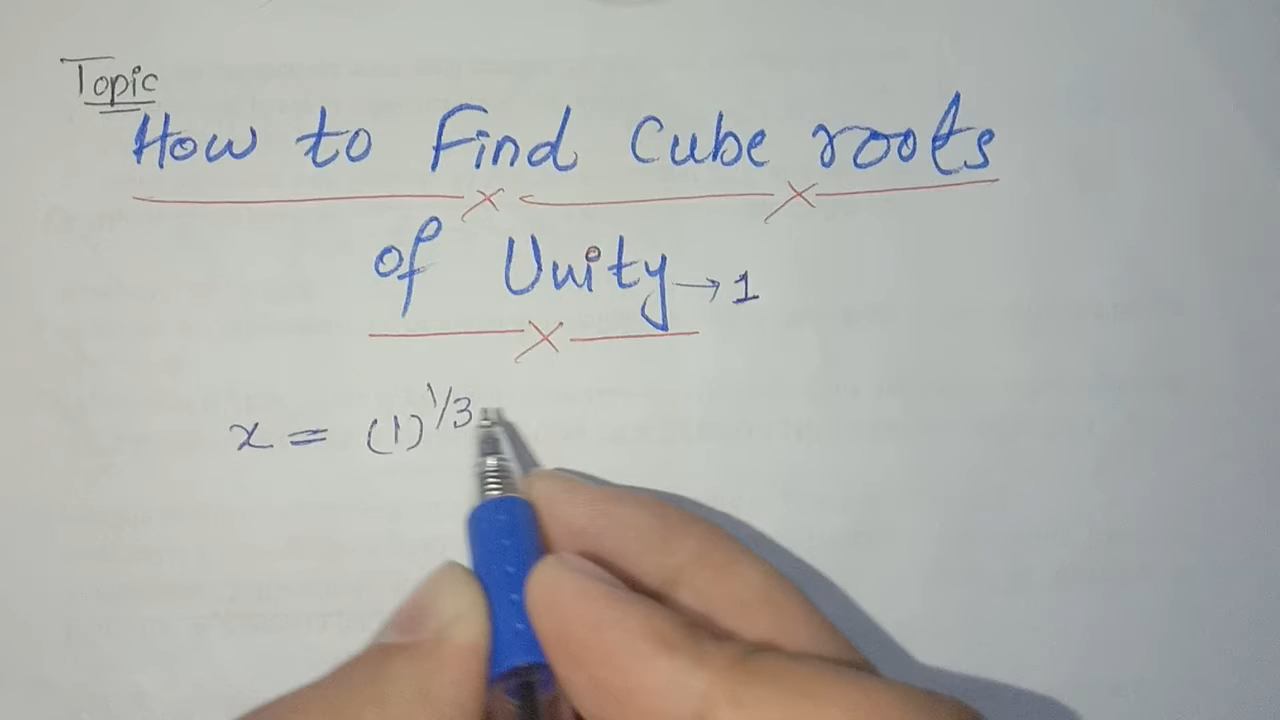 Topic
How to Find Cube roots
of Unity → 1
x = (1)^1/3